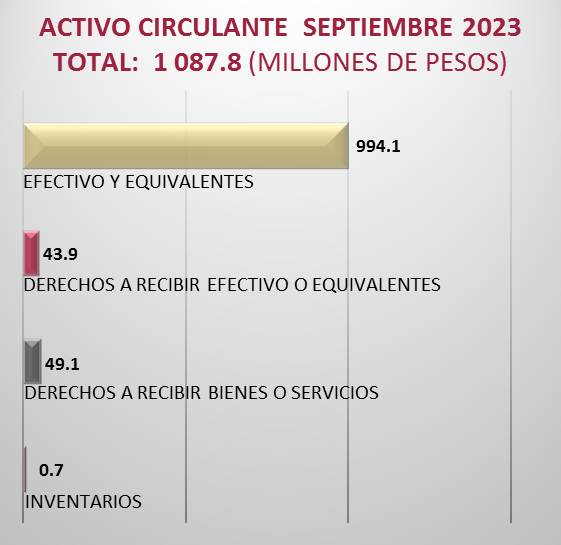 ACTIVO CIRCULANTE SEPTIEMBRE 2023
TOTAL: 1 087.8 (MILLONES DE PESOS)
994.1
EFECTIVO Y EQUIVALENTES
43.9
DERECHOS A RECIBIR EFECTIVO O EQUIVALENTES
49.1
DERECHOS A RECIBIR BIENES O SERVICIOS
0.7
INVENTARIOS